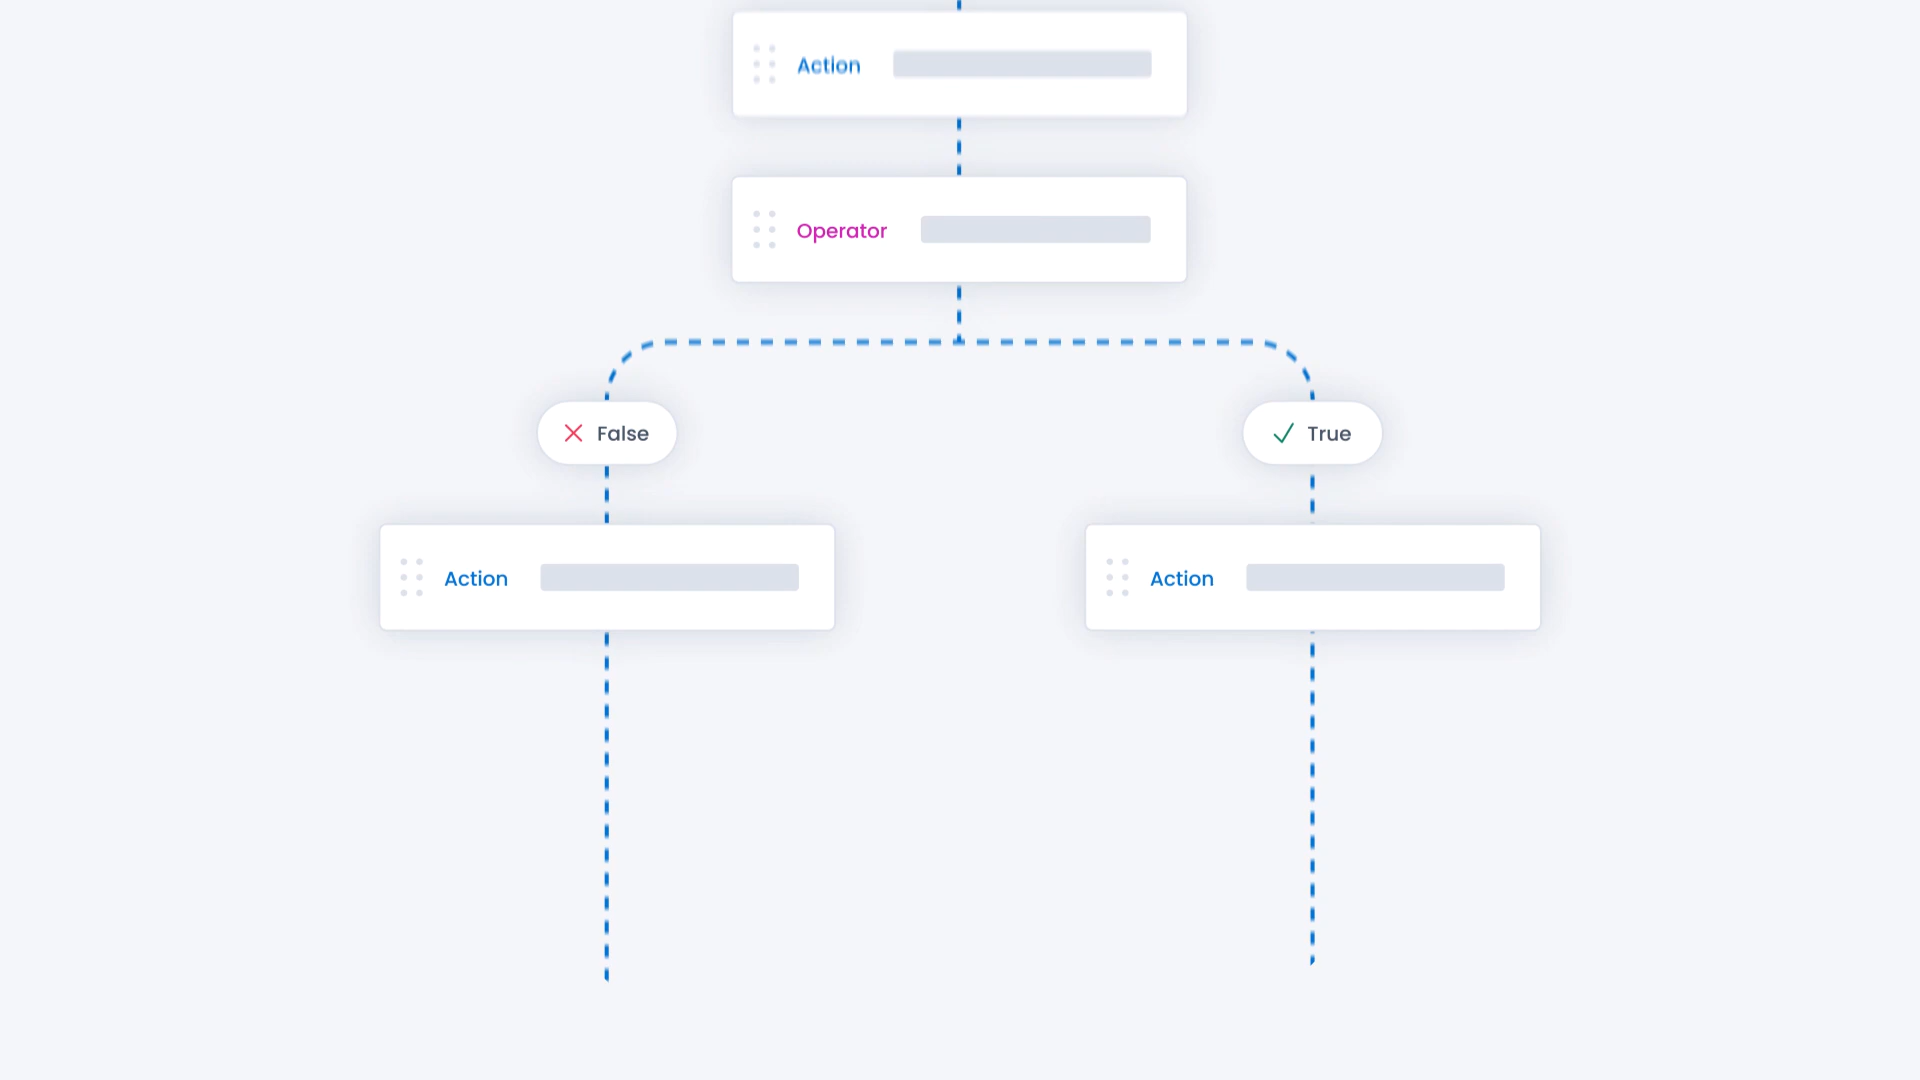 Action
Operator
False
True
Action
Action